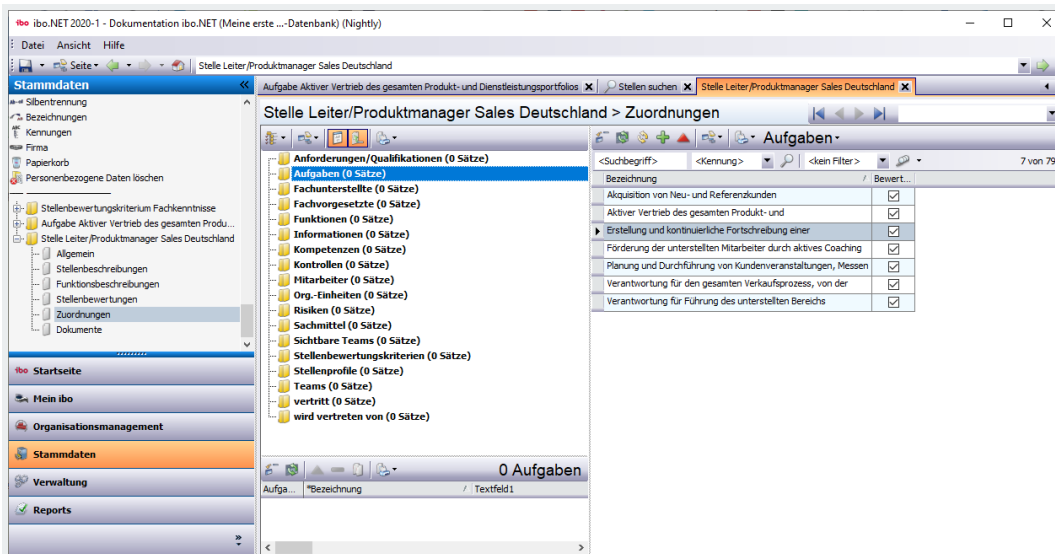 ibo ibo.NET 2020-1 - Dokumentation ibo.NET (Meine erste ...-Datenbank) (Nightly)
Datei Ansicht Hilfe
Seite Stelle Leiter/Produktmanager Sales Deutschland
Stammdaten
Silbentrennung
Bezeichnungen
Kennungen
Firma
Papierkorb
Personenbezogene Daten löschen
Stellenbewertungskriterium Fachkenntnisse
Aufgabe Aktiver Vertrieb des gesamten Produ...
Stelle Leiter/Produktmanager Sales Deutschland
Allgemein
Stellenbeschreibungen
Funktionsbeschreibungen
Stellenbewertungen
Zuordnungen
Dokumente
ibo Startseite
Mein ibo
Organisationsmanagement
Stammdaten
Verwaltung
Reports
Aufgabe Aktiver Vertrieb des gesamten Produkt- und Dienstleistungsportfolios Stellen suchen Stelle Leiter/Produktmanager Sales Deutschland
Stelle Leiter/Produktmanager Sales Deutschland > Zuordnungen
Anforderungen/Qualifikationen (0 Sätze)
Aufgaben (0 Sätze)
Fachunterstellte (0 Sätze)
Fachvorgesetzte (0 Sätze)
Funktionen (0 Sätze)
Informationen (0 Sätze)
Kompetenzen (0 Sätze)
Kontrollen (0 Sätze)
Mitarbeiter (0 Sätze)
Org.-Einheiten (0 Sätze)
Risiken (0 Sätze)
Sachmittel (0 Sätze)
Sichtbare Teams (0 Sätze)
Stellenbewertungskriterien (0 Sätze)
Stellenprofile (0 Sätze)
Teams (0 Sätze)
vertritt (0 Sätze)
wird vertreten von (0 Sätze)
0 Aufgaben
Aufga... *Bezeichnung Textfeld1
Aufgaben
<Suchbegriff> <Kennung> <kein Filter> 7 von 79
Bezeichnung Bewert...
Akquisition von Neu- und Referenzkunden
Aktiver Vertrieb des gesamten Produkt- und
Erstellung und kontinuierliche Fortschreibung einer
Förderung der unterstellten Mitarbeiter durch aktives Coaching
Planung und Durchführung von Kundenveranstaltungen, Messen
Verantwortung für den gesamten Verkaufsprozess, von der
Verantwortung für Führung des unterstellten Bereichs